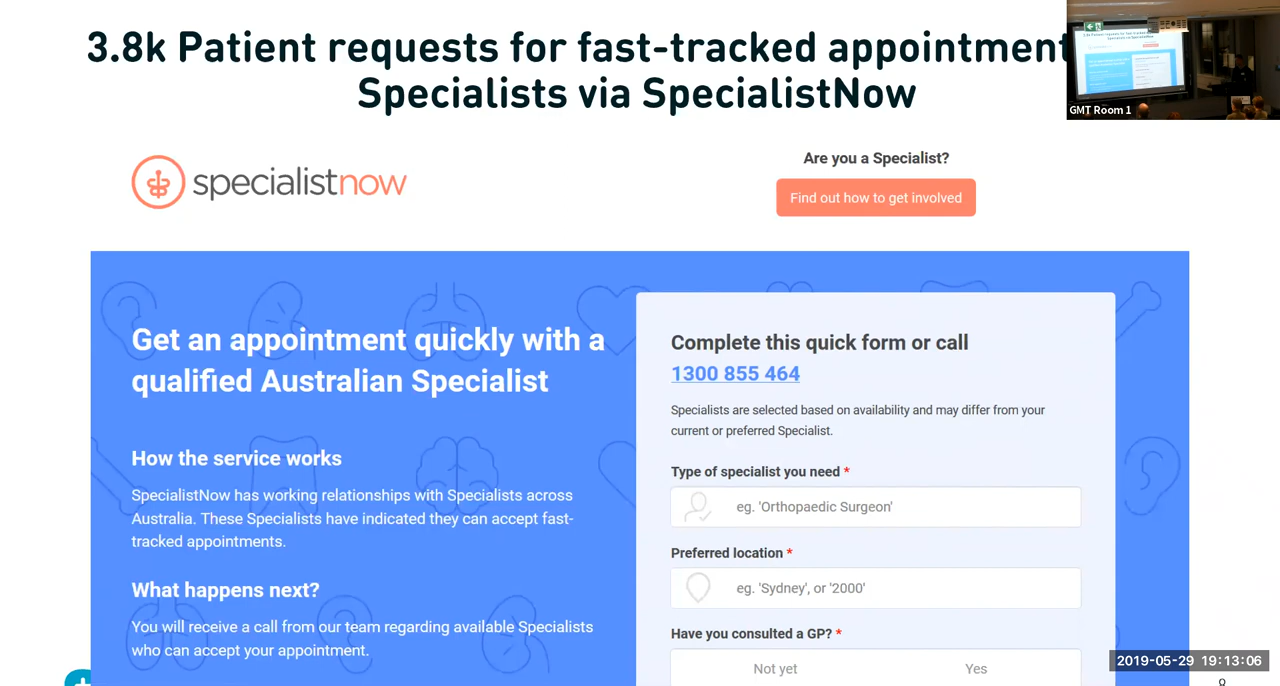 3.8k Patient requests for fast-tracked appointment
Specialists via SpecialistNow
GMT Room 1
specialistnow
Are you a Specialist?
Find out how to get involved
Get an appointment quickly with a
qualified Australian Specialist
How the service works
SpecialistNow has working relationships with Specialists across
Australia. These Specialists have indicated they can accept fast-
tracked appointments.
What happens next?
You will receive a call from our team regarding available Specialists
who can accept your appointment.
Complete this quick form or call
1300 855 464
Specialists are selected based on availability and may differ from your
current or preferred Specialist.
Type of specialist you need *
eg. 'Orthopaedic Surgeon'
Preferred location *
eg. 'Sydney', or '2000'
Have you consulted a GP? *
Not yet
Yes
2019-05-29 19:13:06